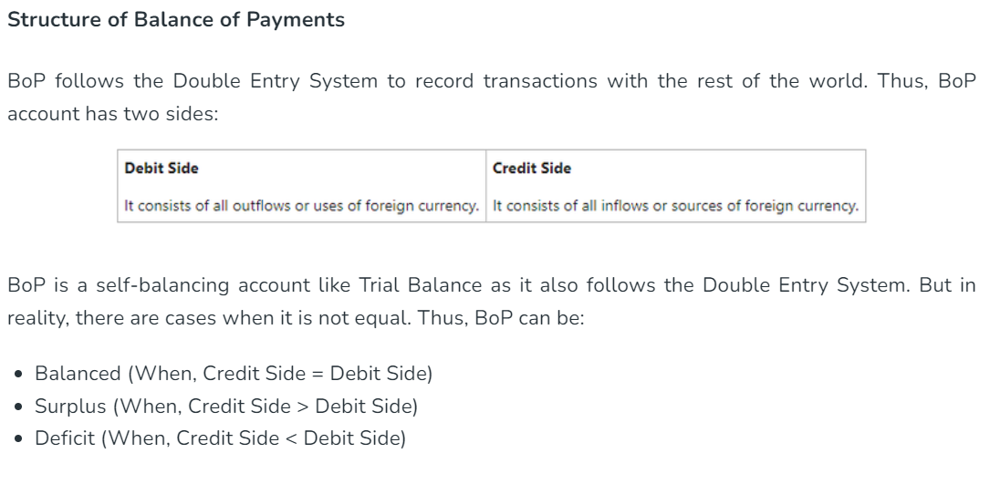 Structure of Balance of Payments
BoP follows the Double Entry System to record transactions with the rest of the world. Thus, BoP
account has two sides:
Debit Side
It consists of all outflows or uses of foreign currency.
Credit Side
It consists of all inflows or sources of foreign currency.
BoP is a self-balancing account like Trial Balance as it also follows the Double Entry System. But in
reality, there are cases when it is not equal. Thus, BoP can be:
• Balanced (When, Credit Side = Debit Side)
• Surplus (When, Credit Side > Debit Side)
• Deficit (When, Credit Side < Debit Side)